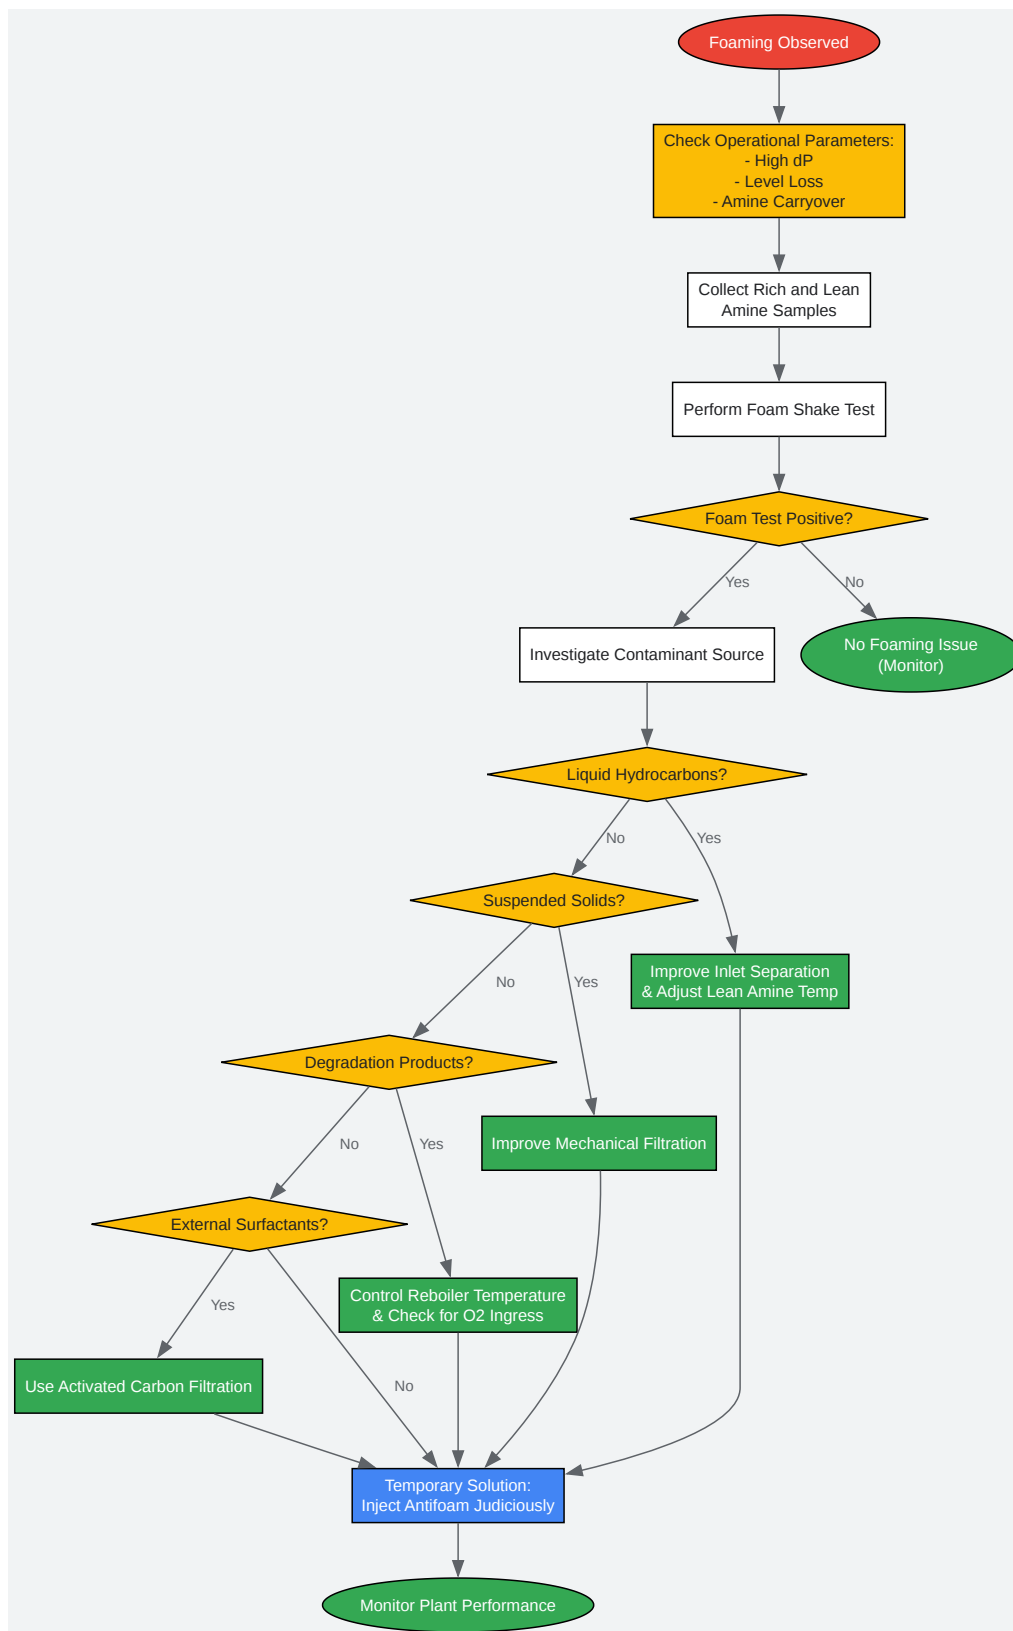 Foaming Observed
Check Operational Parameters:
- High dP
- Level Loss
- Amine Carryover
Collect Rich and Lean
Amine Samples
Perform Foam Shake Test
Foam Test Positive?
Yes
No
Investigate Contaminant Source
No Foaming Issue
(Monitor)
Liquid Hydrocarbons?
No
Yes
Suspended Solids?
Improve Inlet Separation
& Adjust Lean Amine Temp
No
Yes
Degradation Products?
Improve Mechanical Filtration
No
Yes
External Surfactants?
Control Reboiler Temperature
& Check for O2 Ingress
Yes
No
Use Activated Carbon Filtration
Temporary Solution:
Inject Antifoam Judiciously
Monitor Plant Performance